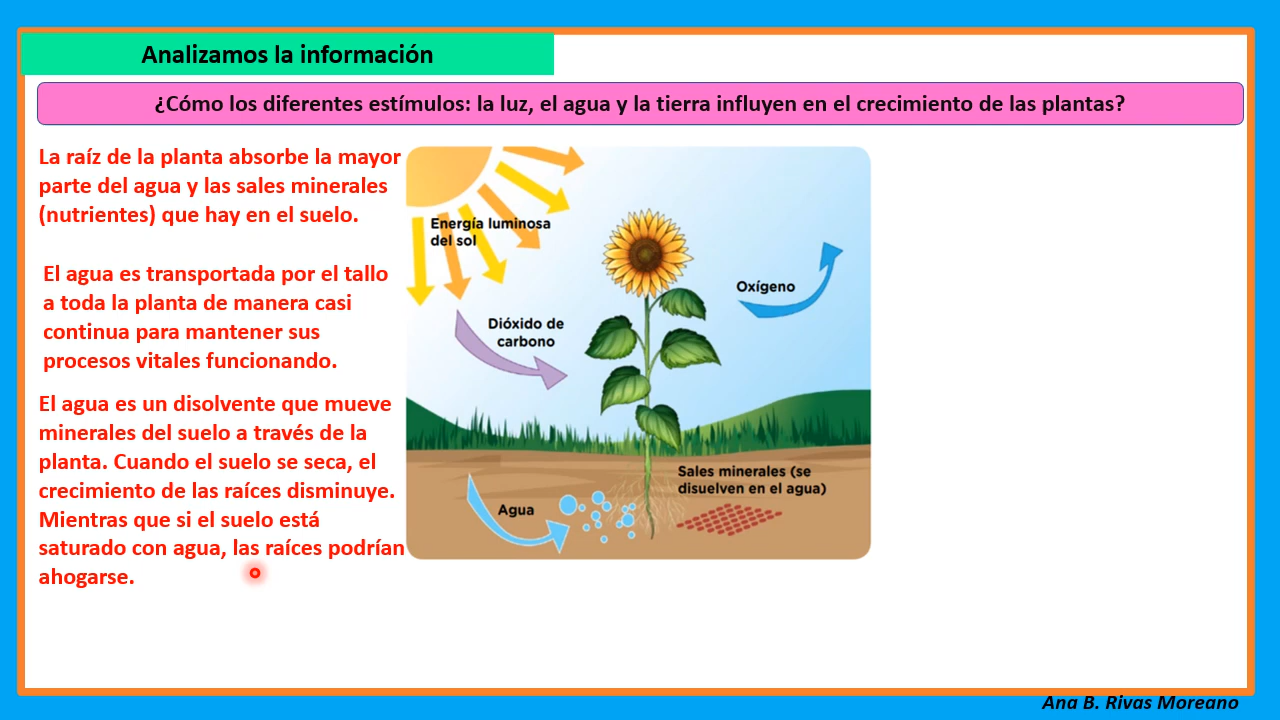 Analizamos la información
¿Cómo los diferentes estímulos: la luz, el agua y la tierra influyen en el crecimiento de las plantas?
La raíz de la planta absorbe la mayor
parte del agua y las sales minerales
(nutrientes) que hay en el suelo.
El agua es transportada por el tallo
a toda la planta de manera casi
continua para mantener sus
procesos vitales funcionando.
El agua es un disolvente que mueve
minerales del suelo a través de la
planta. Cuando el suelo se seca, el
crecimiento de las raíces disminuye.
Mientras que si el suelo está
saturado con agua, las raíces podrían
ahogarse.
Energía luminosa
del sol
Dióxido de
carbono
Oxígeno
Sales minerales (se
disuelven en el agua)
Agua
Ana B. Rivas Moreano